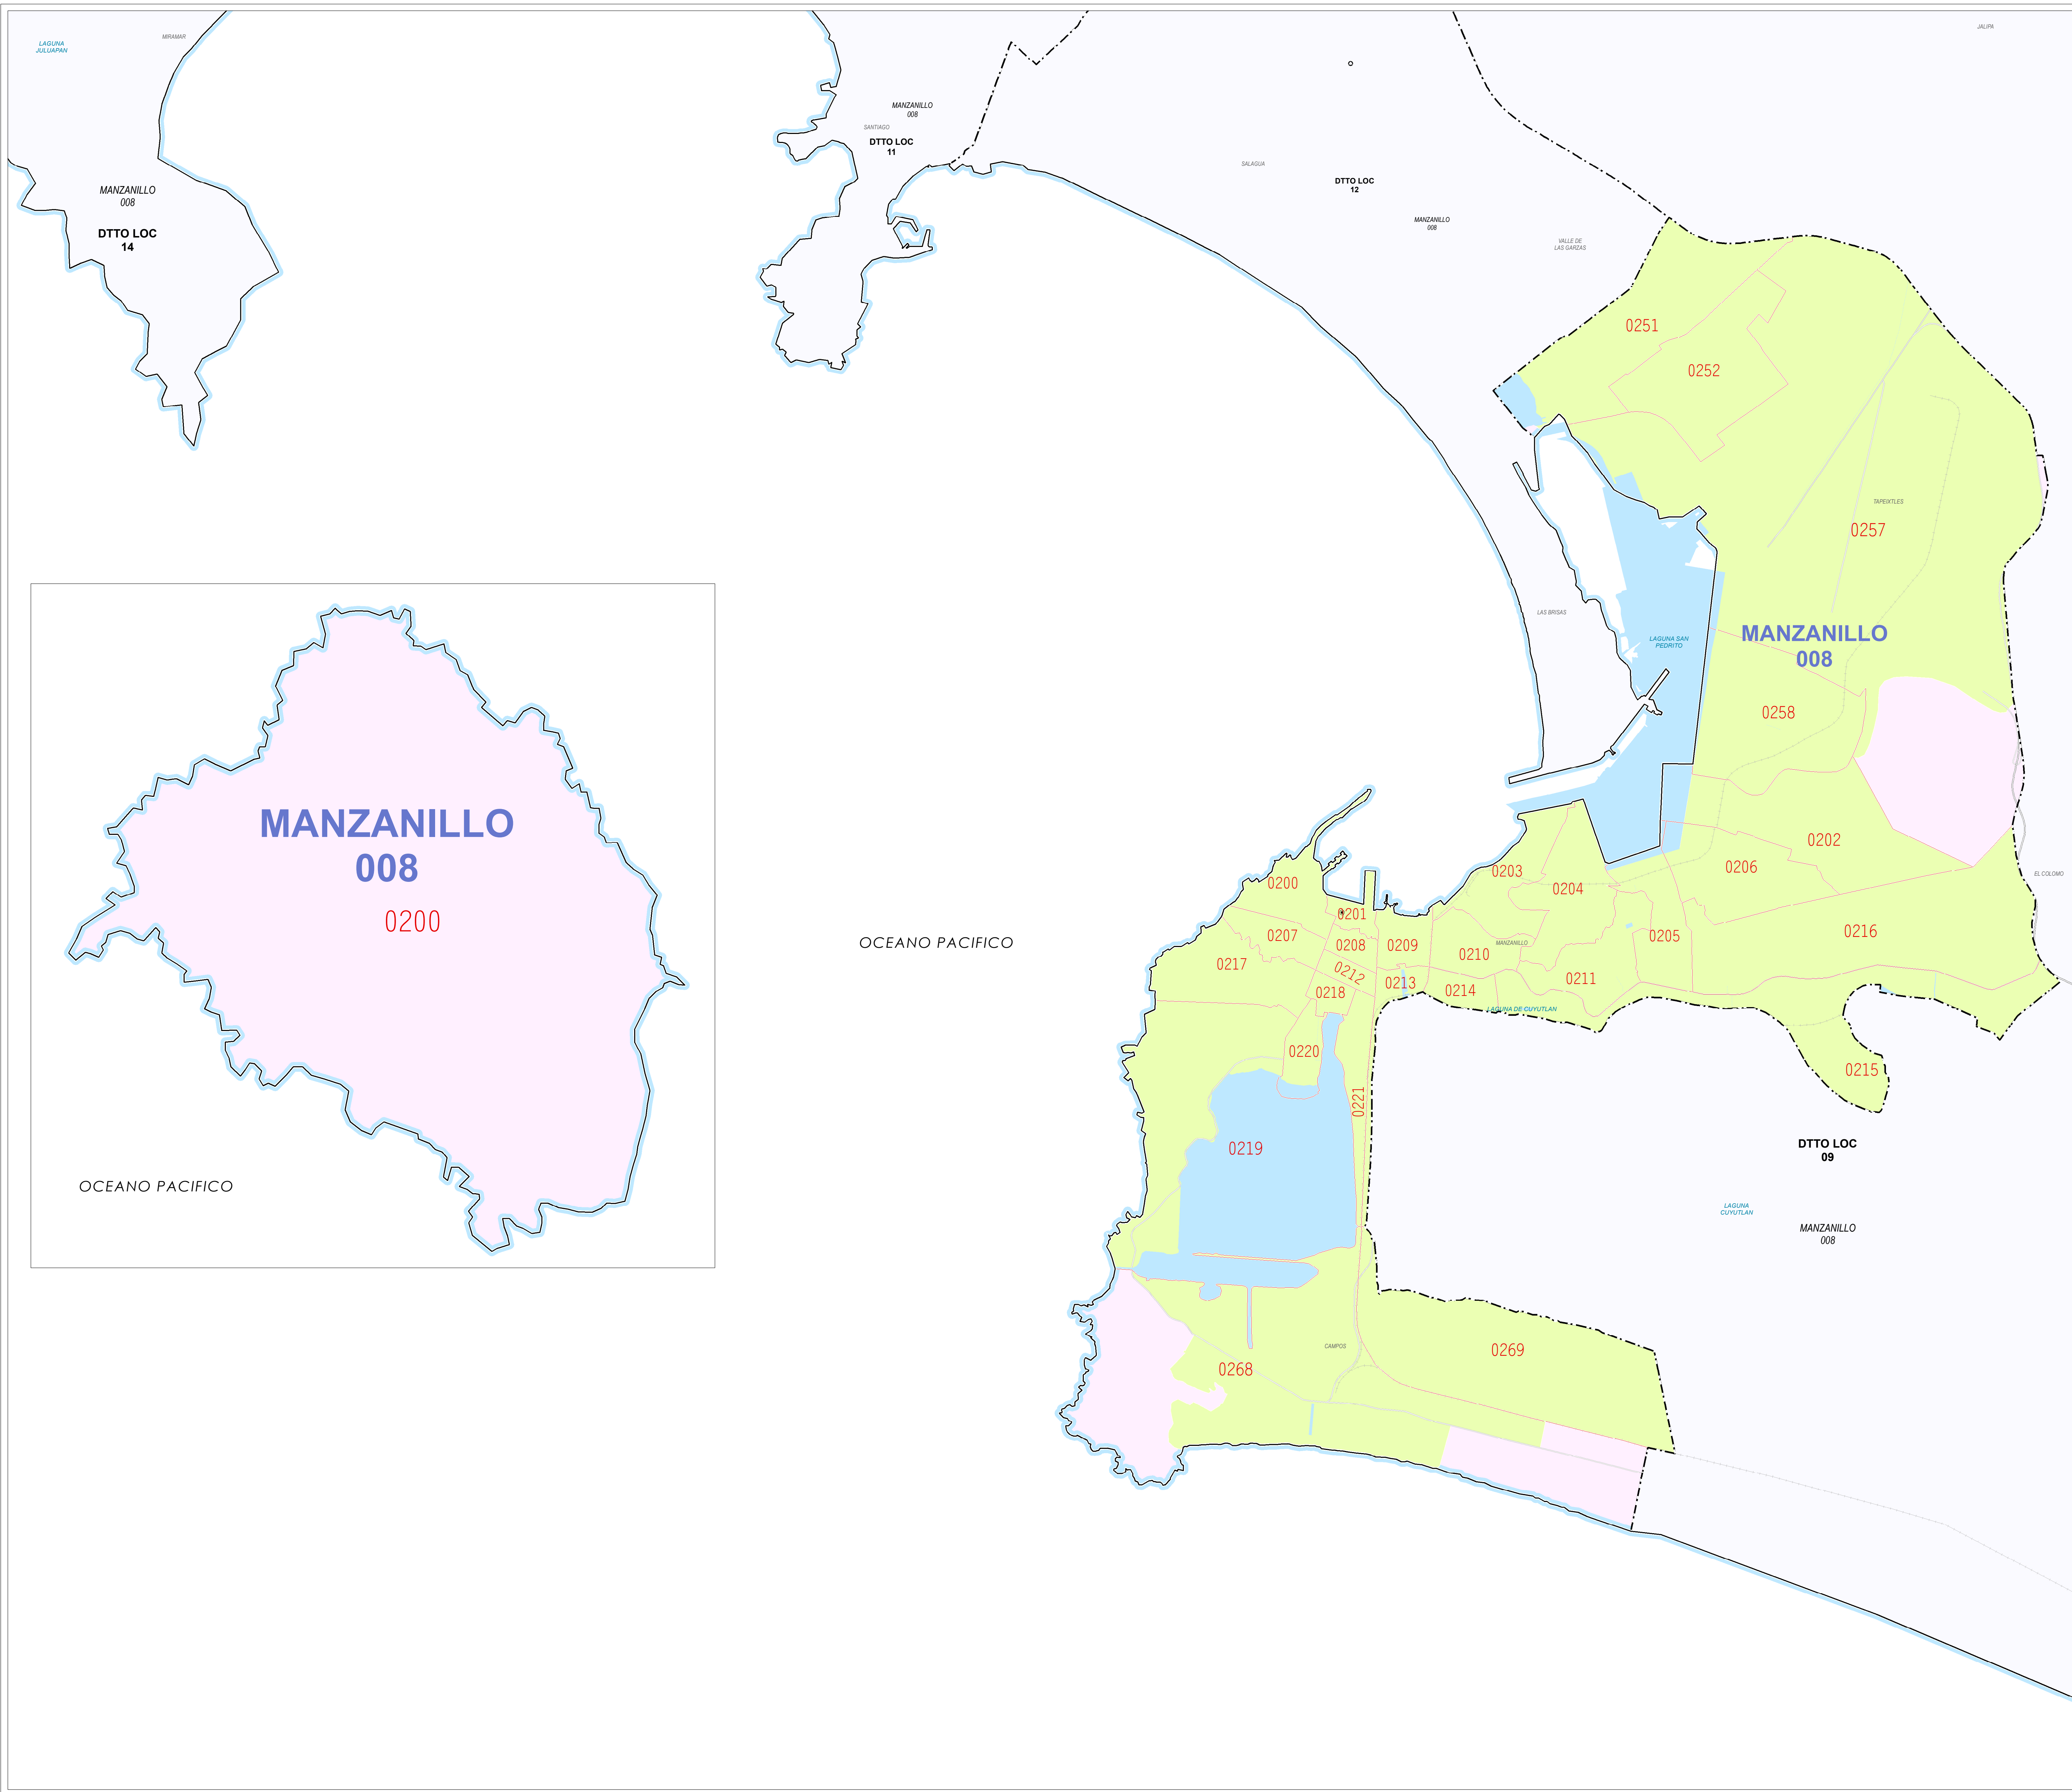 LAGUNA
JULUAPAN
MIRAMAR
JALIPA
MANZANILLO
008
SANTIAGO
DTTO LOC
11
SALAGUA
DTTO LOC
12
MANZANILLO
008
VALLE DE
LAS GARZAS
MANZANILLO
008
DTTO LOC
14
0251
0252
TAPEIXTLES
0257
LAS BRISAS
LAGUNA SAN
PEDRITO
MANZANILLO
008
0258
MANZANILLO
008
0200
OCEANO PACIFICO
OCEANO PACIFICO
0202
0206
0203
0204
0200
0201
EL COLOMO
0207
0208
0209
0210
MANZANILLO
0205
0216
0217
0212
0213
0211
0218
0214
LAGUNA DE CUYUTLAN
0220
0215
0221
0219
DTTO LOC
09
LAGUNA
CUYUTLAN
MANZANILLO
008
CAMPOS
0269
0268